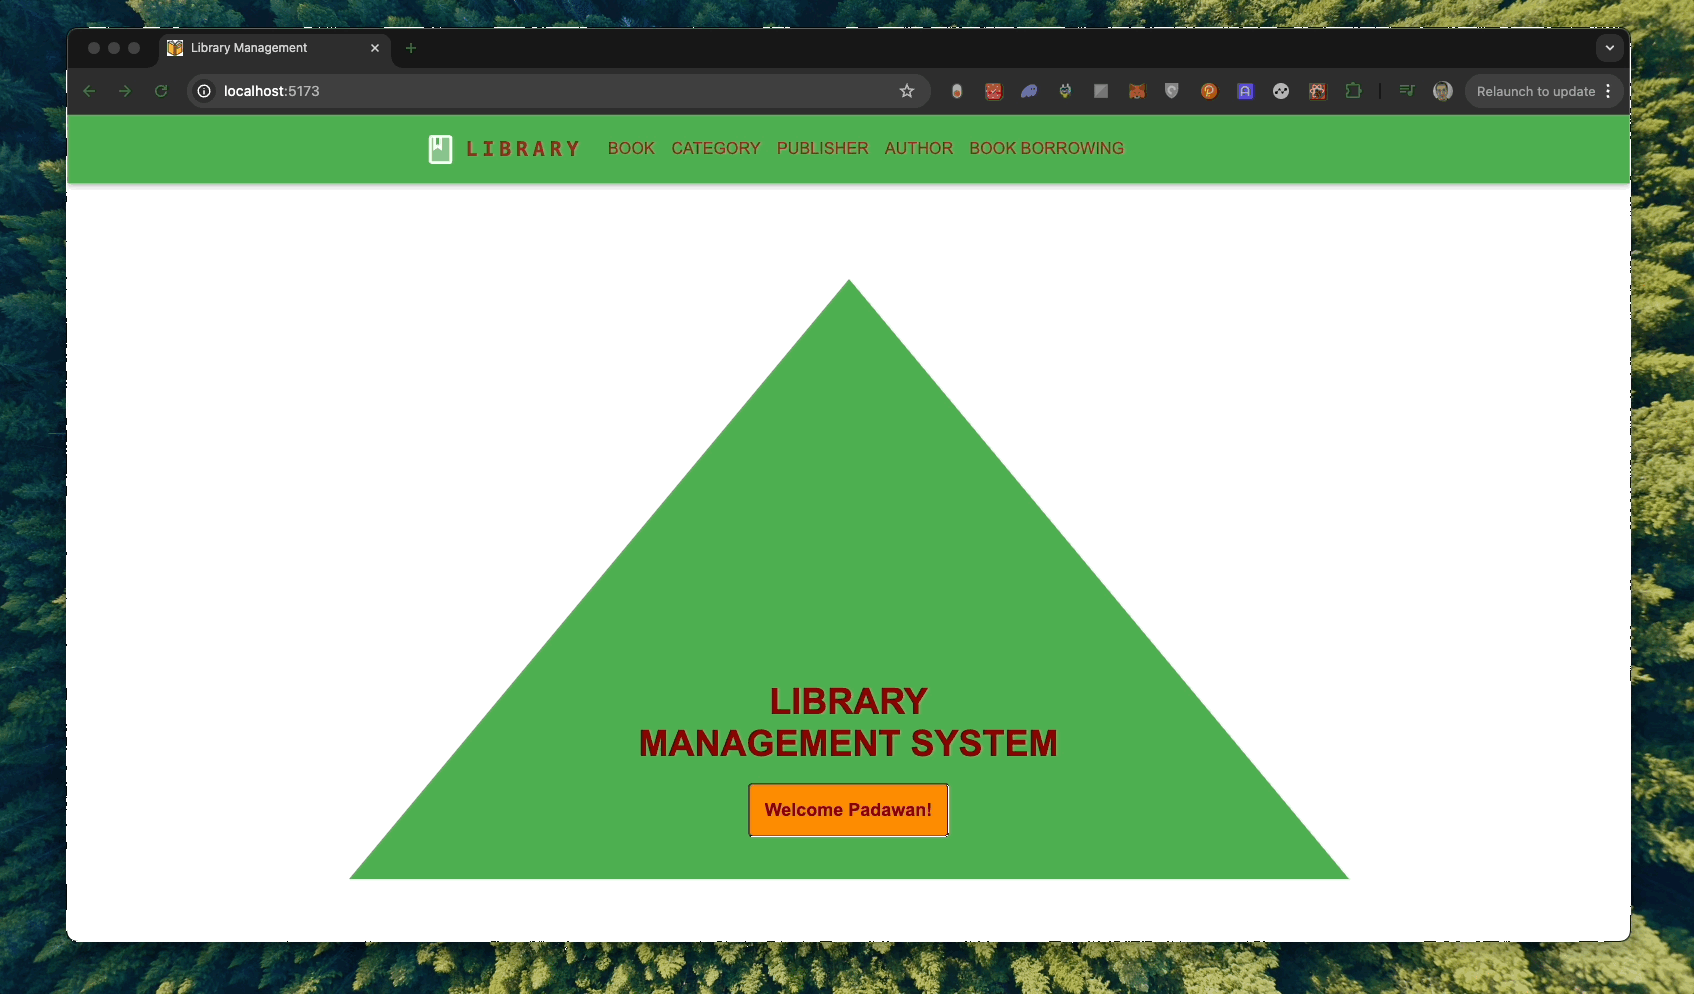 Library Management
localhost:5173
Relaunch to update
LIBRARY
BOOK
CATEGORY
PUBLISHER
AUTHOR
BOOK BORROWING
LIBRARY
MANAGEMENT SYSTEM
Welcome Padawan!